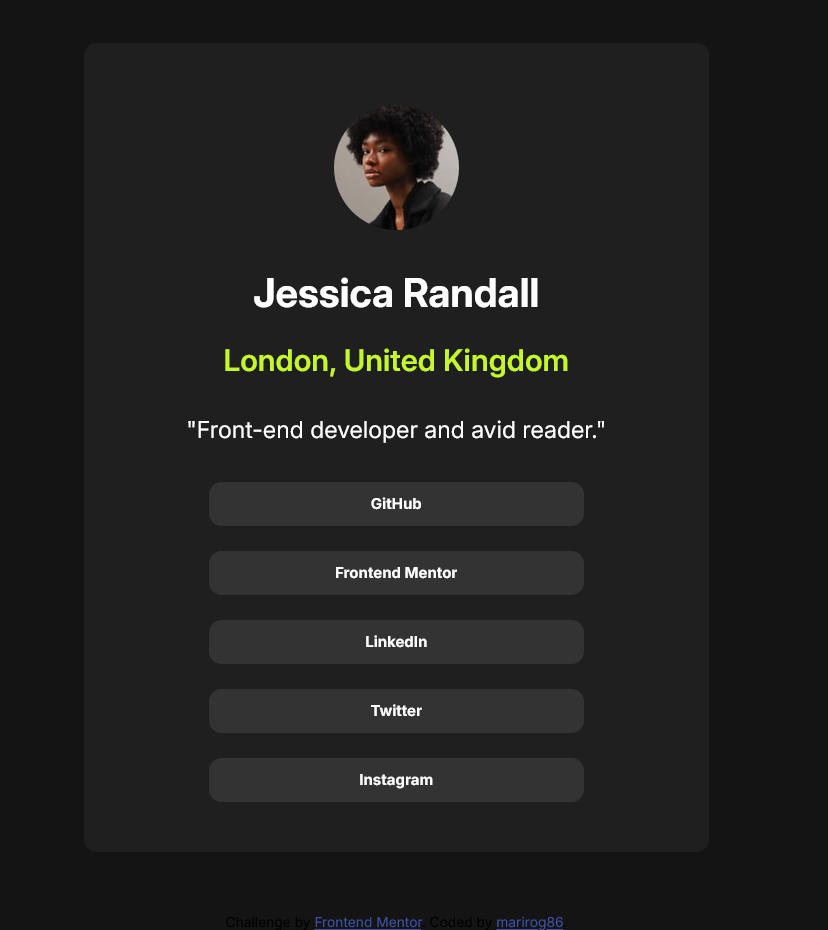 Jessica Randall
London, United Kingdom
"Front-end developer and avid reader."
GitHub
Frontend Mentor
LinkedIn
Twitter
Instagram
Challenge by Frontend Mentor. Coded by marirog86.